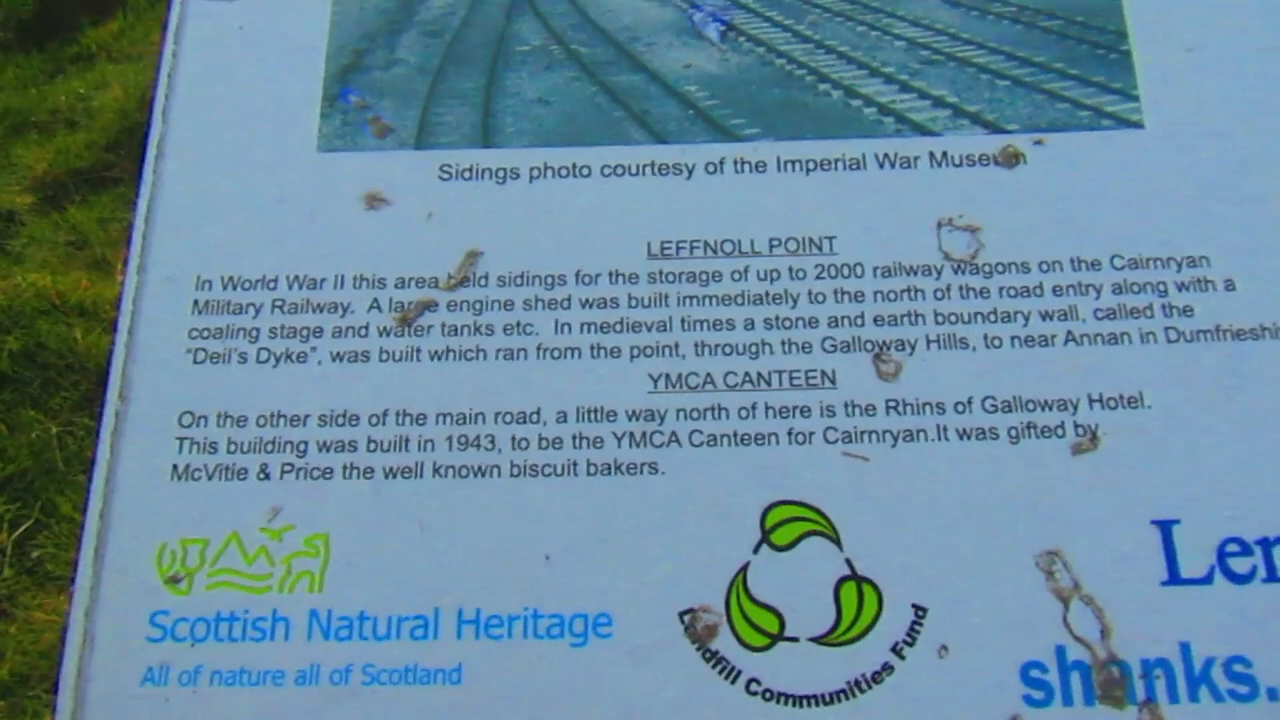 Sidings photo courtesy of the Imperial War Museum
LEFFNOLL POINT
In World War II this area held sidings for the storage of up to 2000 railway wagons on the Cairnryan
Military Railway. A large engine shed was built immediately to the north of the road entry along with a
coaling stage and water tanks etc. In medieval times a stone and earth boundary wall, called the
"Deil's Dyke", was built which ran from the point, through the Galloway Hills, to near Annan in Dumfrieshi
YMCA CANTEEN
On the other side of the main road, a little way north of here is the Rhins of Galloway Hotel.
This building was built in 1943, to be the YMCA Canteen for Cairnryan.It was gifted by
McVitie & Price the well known biscuit bakers.
Scottish Natural Heritage
All of nature all of Scotland
Landfill Communities Fund
Ler
shanks.